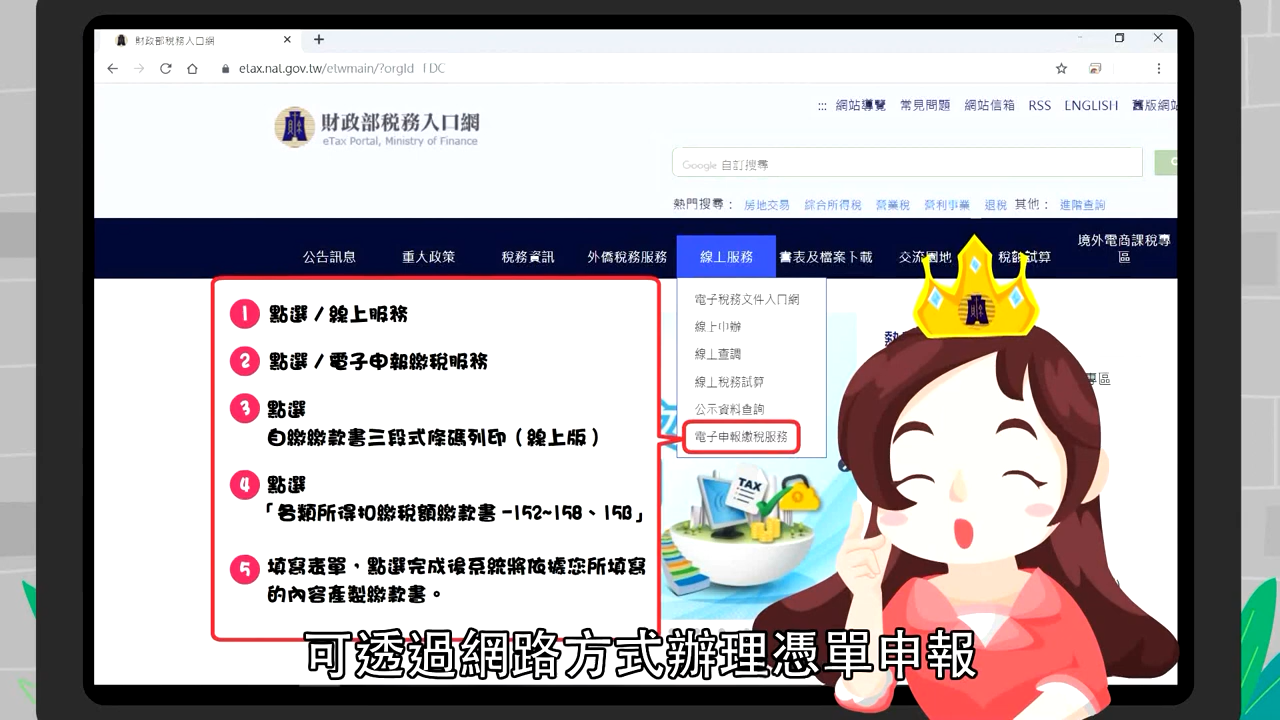 財政部稅務入口網
etax.nat.gov.tw/etwmain/?orgId
財政部稅務入口網
eTax Portal, Ministry of Finance
::: 網站導覽 常見問題 網站信箱 RSS ENGLISH 舊版網站
Google 自訂搜尋
熱門搜尋： 房地交易 綜合所得稅 營業稅 營利事業 退稅 其他： 進階查詢
公告訊息 重大政策 稅務資訊 外僑稅務服務 線上服務 書表及檔案下載 交流園地 稅額試算 境外電商課稅專區
電子稅務文件入口網
線上申辦
線上查調
線上稅務試算
公示資料查詢
電子申報繳稅服務
1 點選/線上服務
2 點選/電子申報繳稅服務
3 點選
自繳繳款書三段式條碼列印(線上版)
4 點選
「各類所得扣繳稅額繳款書-152~158、15B」
5 填寫表單，點選完成後系統將依據您所填寫
的內容產製繳款書。
TAX
專區
可透過網路方式辦理憑單申報